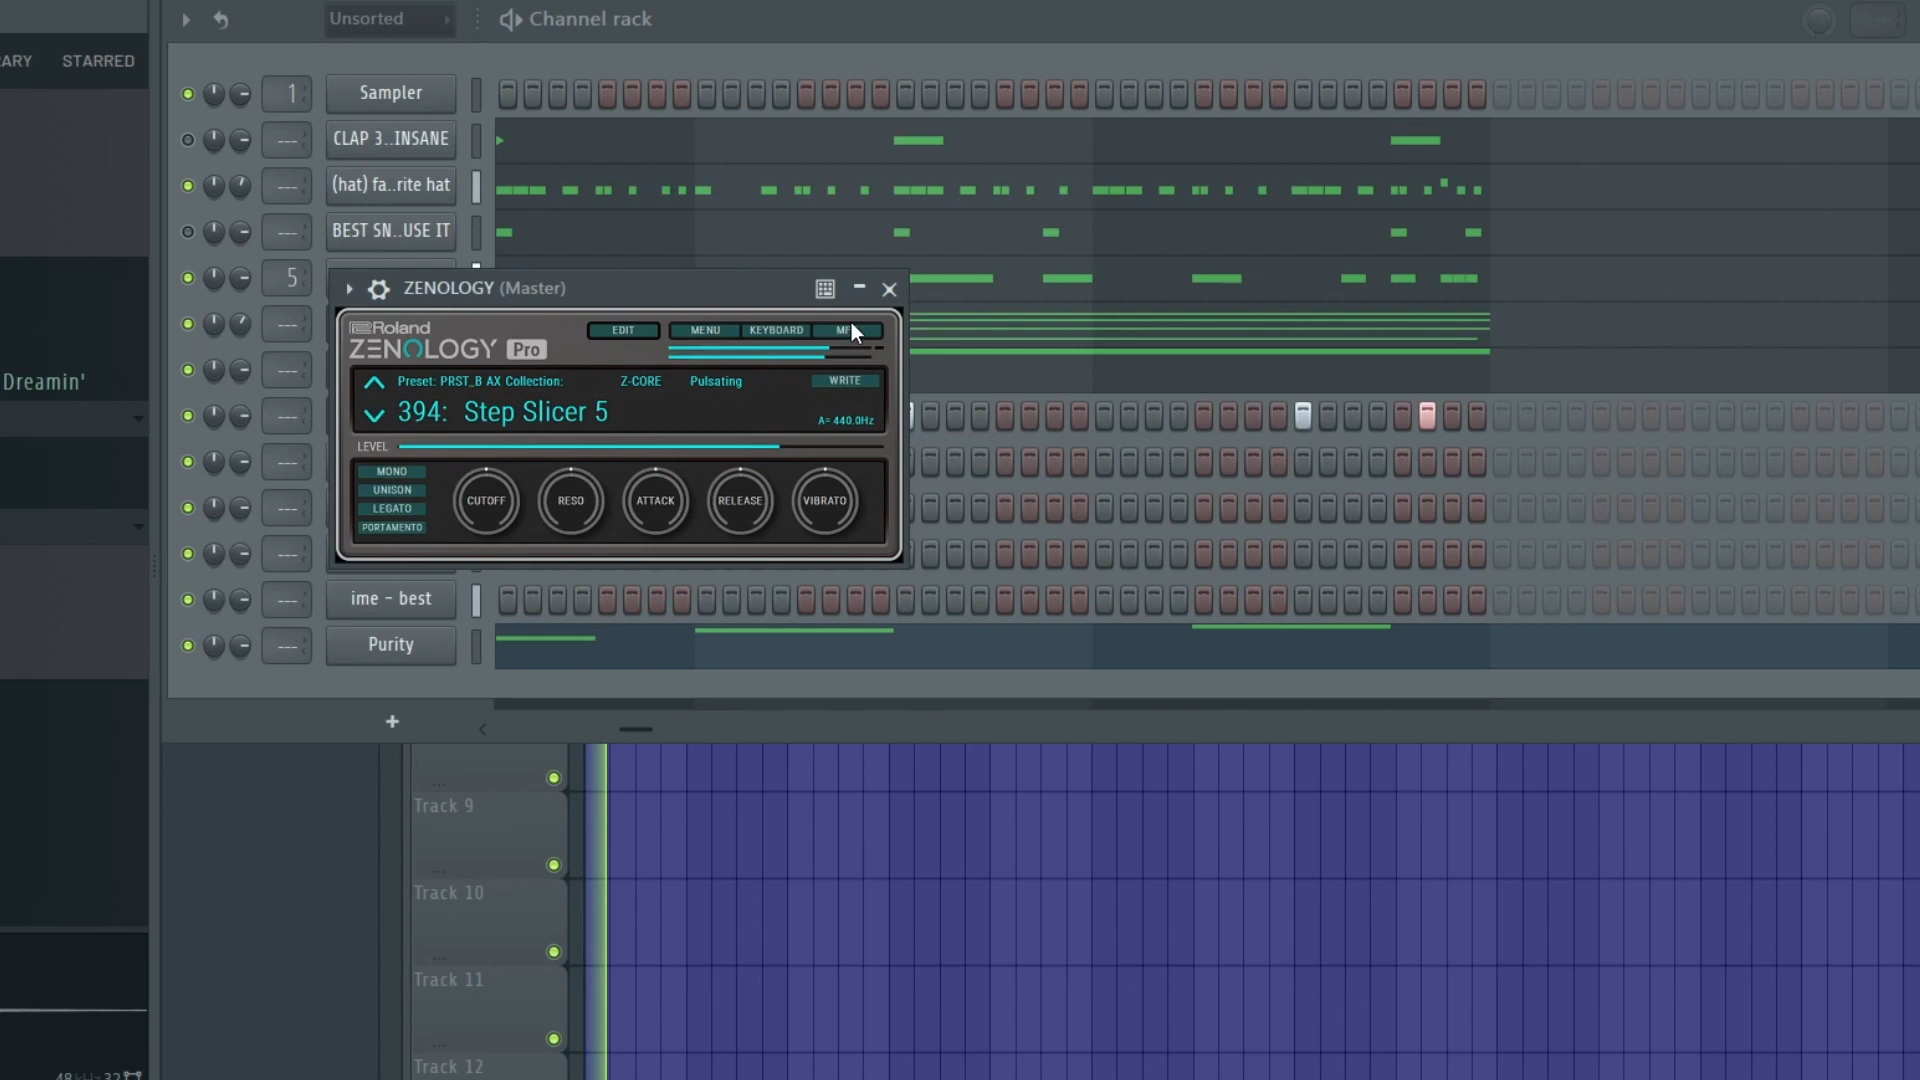 Unsorted
Channel rack
STARRED
1
Sampler
CLAP 3..INSANE
(hat) fa..rite hat
BEST SN..USE IT
5
ZENOLOGY (Master)
Roland
ZENOLOGY Pro
EDIT
MENU
KEYBOARD
Preset: PRST_B AX Collection:
Z-CORE
Pulsating
WRITE
394: Step Slicer 5
A= 440.0Hz
LEVEL
MONO
UNISON
LEGATO
PORTAMENTO
CUTOFF
RESO
ATTACK
RELEASE
VIBRATO
Dreamin'
ime - best
Purity
+
Track 9
Track 10
Track 11
Track 12